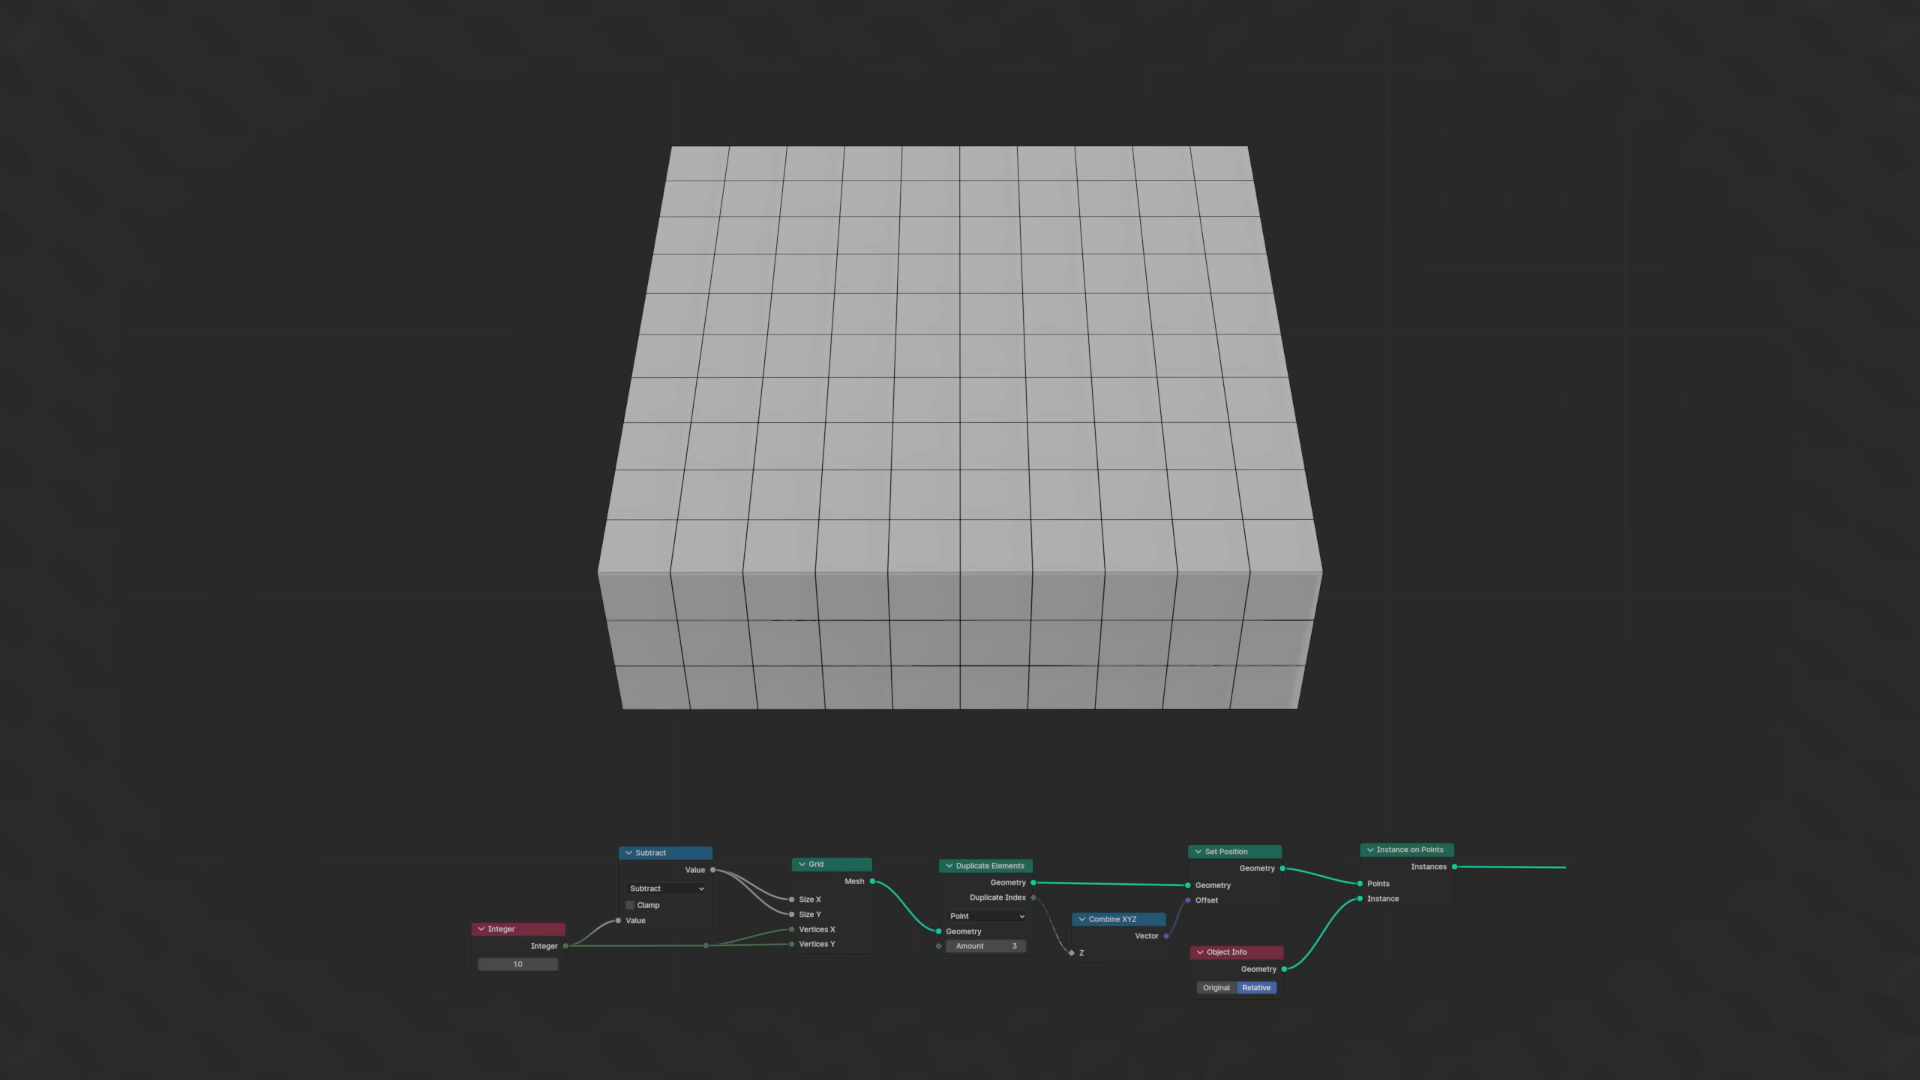 Integer
Integer
10
Subtract
Value
Subtract
Clamp
Value
Grid
Mesh
Size X
Size Y
Vertices X
Vertices Y
Duplicate Elements
Geometry
Duplicate Index
Point
Geometry
Amount 3
Combine XYZ
Vector
Z
Set Position
Geometry
Geometry
Offset
Object Info
Geometry
Original Relative
Instance on Points
Instances
Points
Instance